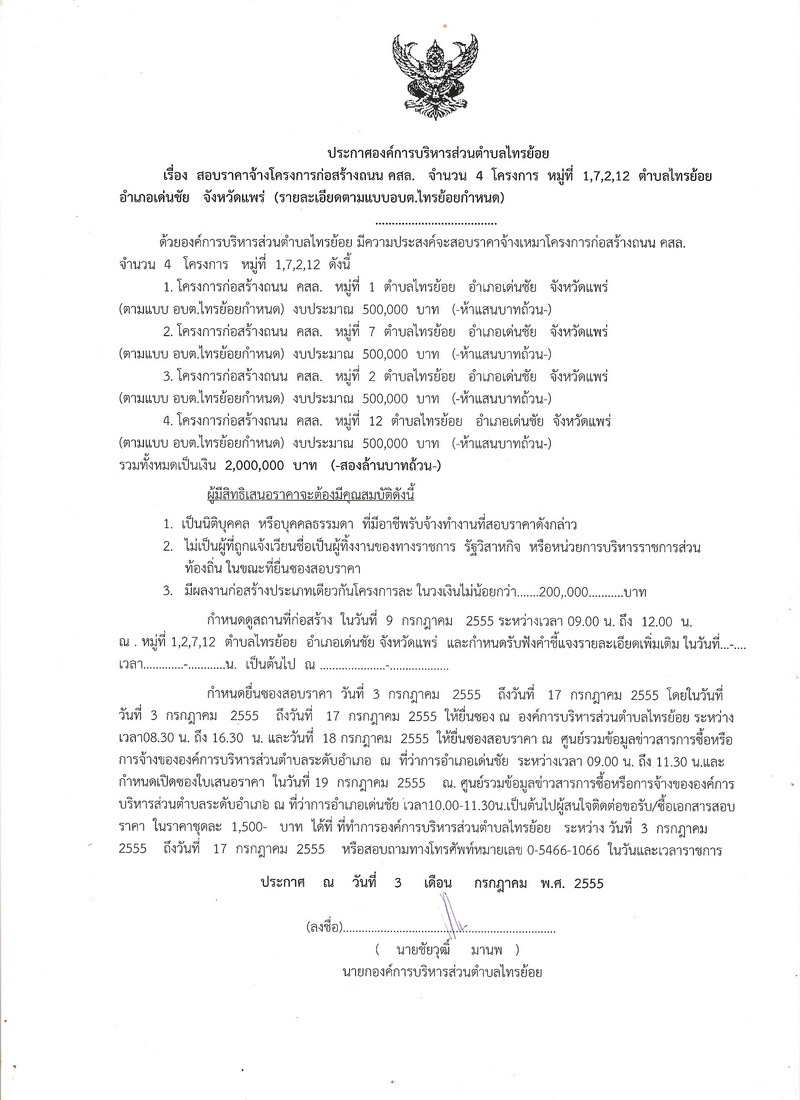 ประกาศองค์การบริหารส่วนตำบลไทรย้อย
เรื่อง สอบราคาจ้างโครงการก่อสร้างถนน คสล. จำนวน 4 โครงการ หมู่ที่ 1,7,2,12 ตำบลไทรย้อย
อำเภอเด่นชัย จังหวัดแพร่ (รายละเอียดตามแบบอบต.ไทรย้อยกำหนด)
.....................................
ด้วยองค์การบริหารส่วนตำบลไทรย้อย มีความประสงค์จะสอบราคาจ้างเหมาโครงการก่อสร้างถนน คสล.
จำนวน 4 โครงการ หมู่ที่ 1,7,2,12 ดังนี้
1. โครงการก่อสร้างถนน คสล. หมู่ที่ 1 ตำบลไทรย้อย อำเภอเด่นชัย จังหวัดแพร่
(ตามแบบ อบต.ไทรย้อยกำหนด) งบประมาณ 500,000 บาท (-ห้าแสนบาทถ้วน-)
2. โครงการก่อสร้างถนน คสล. หมู่ที่ 7 ตำบลไทรย้อย อำเภอเด่นชัย จังหวัดแพร่
(ตามแบบ อบต.ไทรย้อยกำหนด) งบประมาณ 500,000 บาท (-ห้าแสนบาทถ้วน-)
3. โครงการก่อสร้างถนน คสล. หมู่ที่ 2 ตำบลไทรย้อย อำเภอเด่นชัย จังหวัดแพร่
(ตามแบบ อบต.ไทรย้อยกำหนด) งบประมาณ 500,000 บาท (-ห้าแสนบาทถ้วน-)
4. โครงการก่อสร้างถนน คสล. หมู่ที่ 12 ตำบลไทรย้อย อำเภอเด่นชัย จังหวัดแพร่
(ตามแบบ อบต.ไทรย้อยกำหนด) งบประมาณ 500,000 บาท (-ห้าแสนบาทถ้วน-)
รวมทั้งหมดเป็นเงิน 2,000,000 บาท (-สองล้านบาทถ้วน-)
ผู้มีสิทธิเสนอราคาจะต้องมีคุณสมบัติดังนี้
1. เป็นนิติบุคคล หรือบุคคลธรรมดา ที่มีอาชีพรับจ้างทำงานที่สอบราคาดังกล่าว
2. ไม่เป็นผู้ที่ถูกแจ้งเวียนชื่อเป็นผู้ทิ้งงานของทางราชการ รัฐวิสาหกิจ หรือหน่วยการบริหารราชการส่วน
ท้องถิ่น ในขณะที่ยื่นซองสอบราคา
3. มีผลงานก่อสร้างประเภทเดียวกันโครงการละ ในวงเงินไม่น้อยกว่า.......200,.000...........บาท
กำหนดดูสถานที่ก่อสร้าง ในวันที่ 9 กรกฎาคม 2555 ระหว่างเวลา 09.00 น. ถึง 12.00 น.
ณ . หมู่ที่ 1,2,7,12 ตำบลไทรย้อย อำเภอเด่นชัย จังหวัดแพร่ และกำหนดรับฟังคำชี้แจงรายละเอียดเพิ่มเติม ในวันที่...-....
เวลา.............-............น. เป็นต้นไป ณ .....................-...................
กำหนดยื่นซองสอบราคา วันที่ 3 กรกฎาคม 2555 ถึงวันที่ 17 กรกฎาคม 2555 โดยในวันที่
วันที่ 3 กรกฎาคม 2555 ถึงวันที่ 17 กรกฎาคม 2555 ให้ยื่นซอง ณ องค์การบริหารส่วนตำบลไทรย้อย ระหว่าง
เวลา08.30 น. ถึง 16.30 น. และวันที่ 18 กรกฎาคม 2555 ให้ยื่นซองสอบราคา ณ ศูนย์รวมข้อมูลข่าวสารการซื้อหรือ
การจ้างขององค์การบริหารส่วนตำบลระดับอำเภอ ณ ที่ว่าการอำเภอเด่นชัย ระหว่างเวลา 09.00 น. ถึง 11.30 น.และ
กำหนดเปิดซองใบเสนอราคา ในวันที่ 19 กรกฎาคม 2555 ณ. ศูนย์รวมข้อมูลข่าวสารการซื้อหรือการจ้างขององค์การ
บริหารส่วนตำบลระดับอำเภอ ณ ที่ว่าการอำเภอเด่นชัย เวลา10.00-11.30น.เป็นต้นไปผู้สนใจติดต่อขอรับ/ซื้อเอกสารสอบ
ราคา ในราคาชุดละ 1,500- บาท ได้ที่ ที่ทำการองค์การบริหารส่วนตำบลไทรย้อย ระหว่าง วันที่ 3 กรกฎาคม
2555 ถึงวันที่ 17 กรกฎาคม 2555 หรือสอบถามทางโทรศัพท์หมายเลข 0-5466-1066 ในวันและเวลาราชการ
ประกาศ ณ วันที่ 3 เดือน กรกฎาคม พ.ศ. 2555
(ลงชื่อ)..............................................................
( นายชัยวุฒิ์ มานพ )
นายกองค์การบริหารส่วนตำบลไทรย้อย